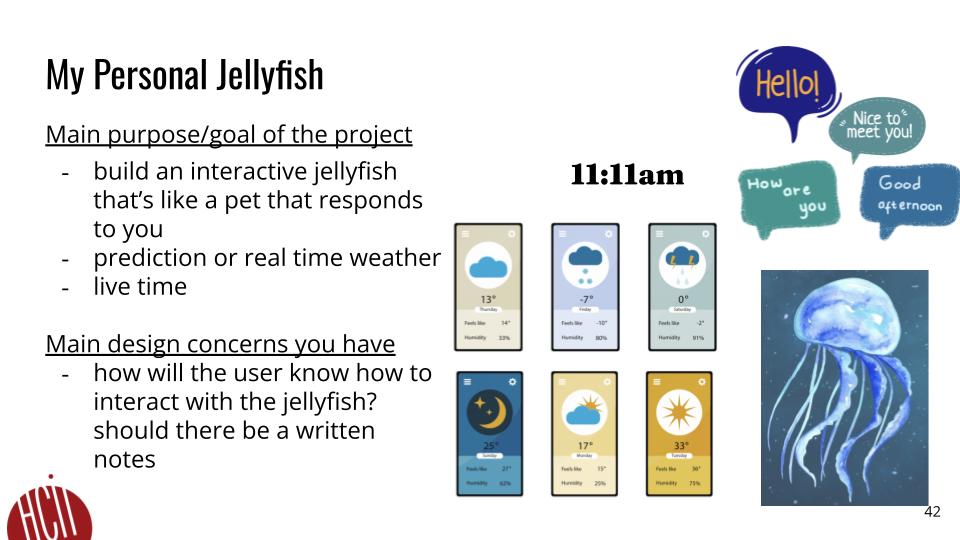 My Personal Jellyfish
Main purpose/goal of the project
- build an interactive jellyfish
that’s like a pet that responds
to you
- prediction or real time weather
- live time
Main design concerns you have
- how will the user know how to
interact with the jellyfish?
should there be a written
notes
11:11am
Hello!
Nice to
meet you!
How are
you
Good
afternoon
13°
Thursday
Feels like 14°
Humidity 33%
-7°
Friday
Feels like -10°
Humidity 80%
0°
Saturday
Feels like -2°
Humidity 91%
25°
Sunday
Feels like 27°
Humidity 62%
17°
Monday
Feels like 15°
Humidity 25%
33°
Tuesday
Feels like 36°
Humidity 75%
HCII
42